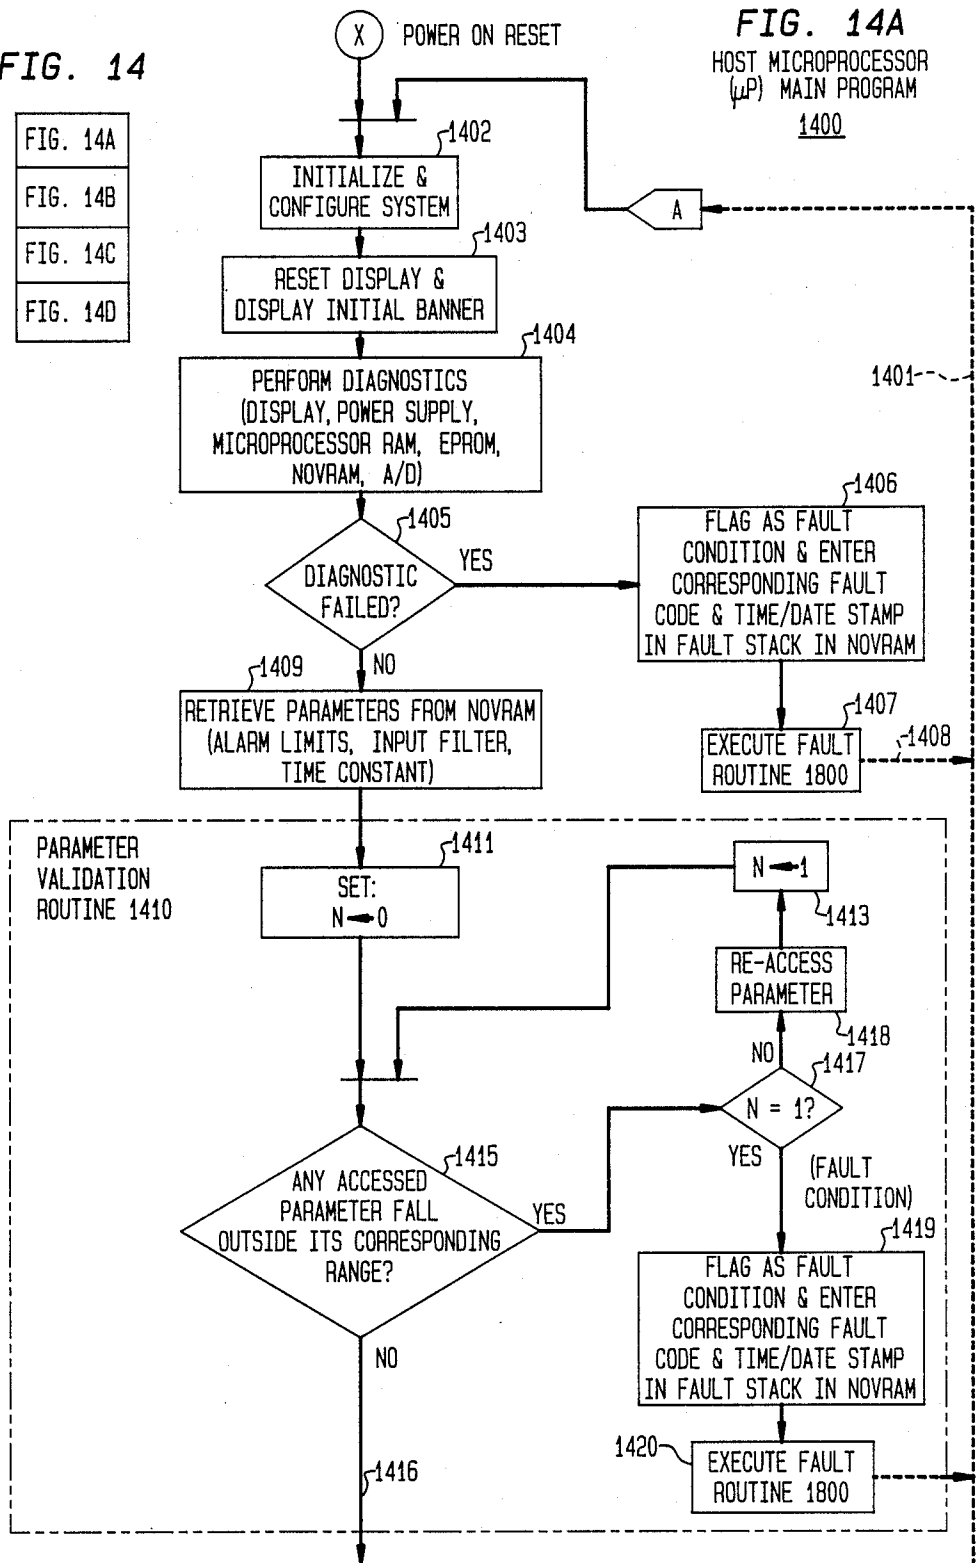 FIG. 14
FIG. 14A
FIG. 14B
FIG. 14C
FIG. 14D
X
POWER ON RESET
FIG. 14A
HOST MICROPROCESSOR
(μP) MAIN PROGRAM
1400
1402
INITIALIZE &
CONFIGURE SYSTEM
A
1403
RESET DISPLAY &
DISPLAY INITIAL BANNER
1404
PERFORM DIAGNOSTICS
(DISPLAY, POWER SUPPLY,
MICROPROCESSOR RAM, EPROM,
NOVRAM, A/D)
1401
1405
DIAGNOSTIC
FAILED?
YES
NO
1406
FLAG AS FAULT
CONDITION & ENTER
CORRESPONDING FAULT
CODE & TIME/DATE STAMP
IN FAULT STACK IN NOVRAM
1407
EXECUTE FAULT
ROUTINE 1800
1408
1409
RETRIEVE PARAMETERS FROM NOVRAM
(ALARM LIMITS, INPUT FILTER,
TIME CONSTANT)
PARAMETER
VALIDATION
ROUTINE 1410
1411
SET:
N ← 0
N ← 1
1413
RE-ACCESS
PARAMETER
1418
NO
1417
N = 1?
YES
(FAULT
CONDITION)
1415
ANY ACCESSED
PARAMETER FALL
OUTSIDE ITS CORRESPONDING
RANGE?
YES
NO
1419
FLAG AS FAULT
CONDITION & ENTER
CORRESPONDING FAULT
CODE & TIME/DATE STAMP
IN FAULT STACK IN NOVRAM
1420
EXECUTE FAULT
ROUTINE 1800
1416